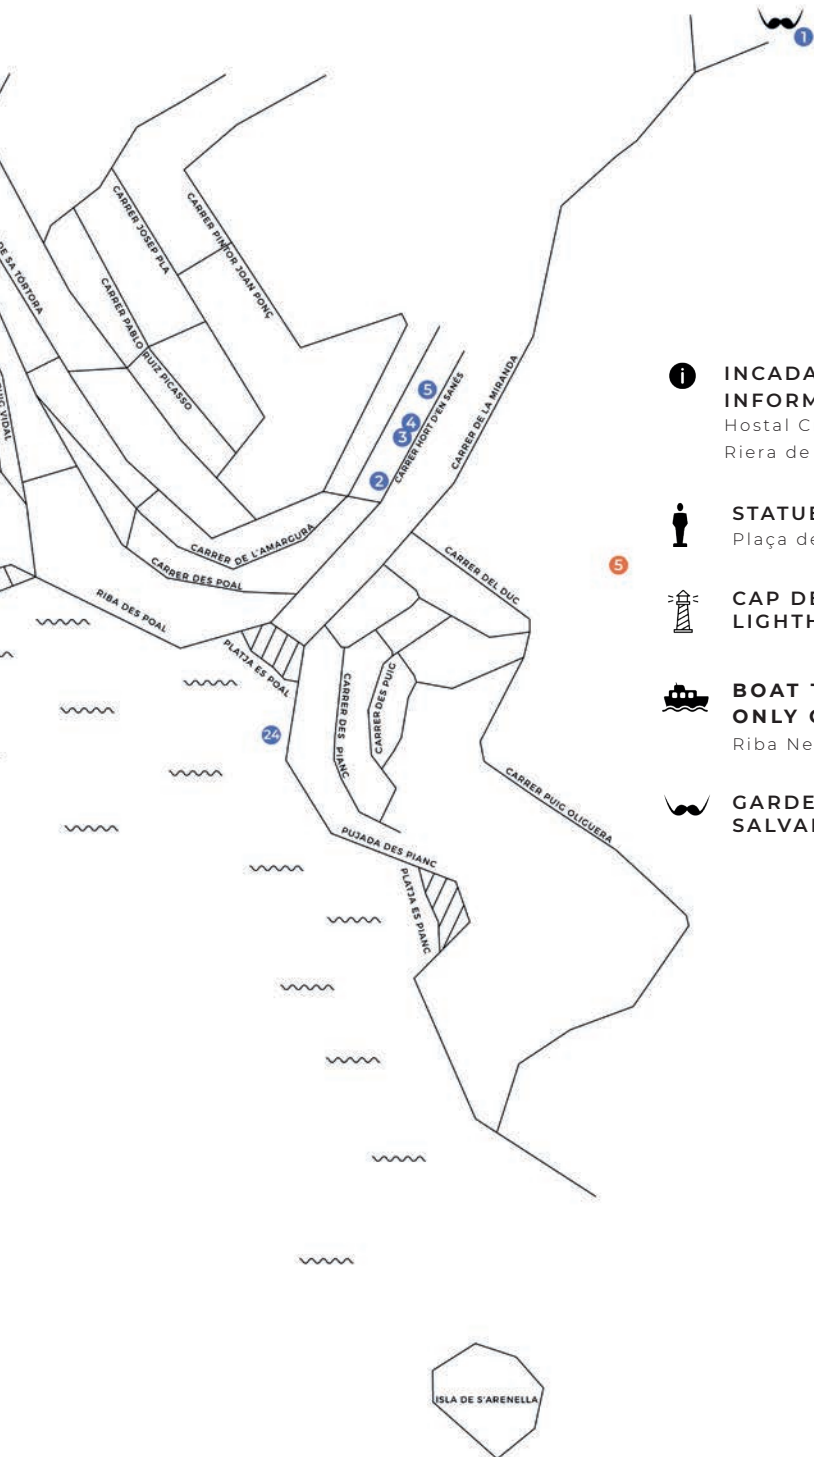 1
CARRER JOSEP PLA
CARRER PINTOR JOAN PONÇ
DE SA TÓRTORA
CARRER PABLO RUIZ PICASSO
PUIG VIDAL
5
4
3
2
CARRER HORT D'EN SANÉS
CARRER DE LA MIRANDA
CARRER DE L'AMARGURA
CARRER DES POAL
RIBA DES POAL
PLATJA ES POAL
CARRER DEL DUC
5
CARRER DES PUIG
CARRER DES PIANC
24
CARRER PUIG OLIGUERA
PUJADA DES PIANC
PLATJA ES PIANC
ISLA DE S'ARENELLA
i
INCADA
INFORM
Hostal C
Riera de
STATUE
Plaça de
CAP DE
LIGHTH
BOAT T
ONLY
Riba Ne
GARDE
SALVA